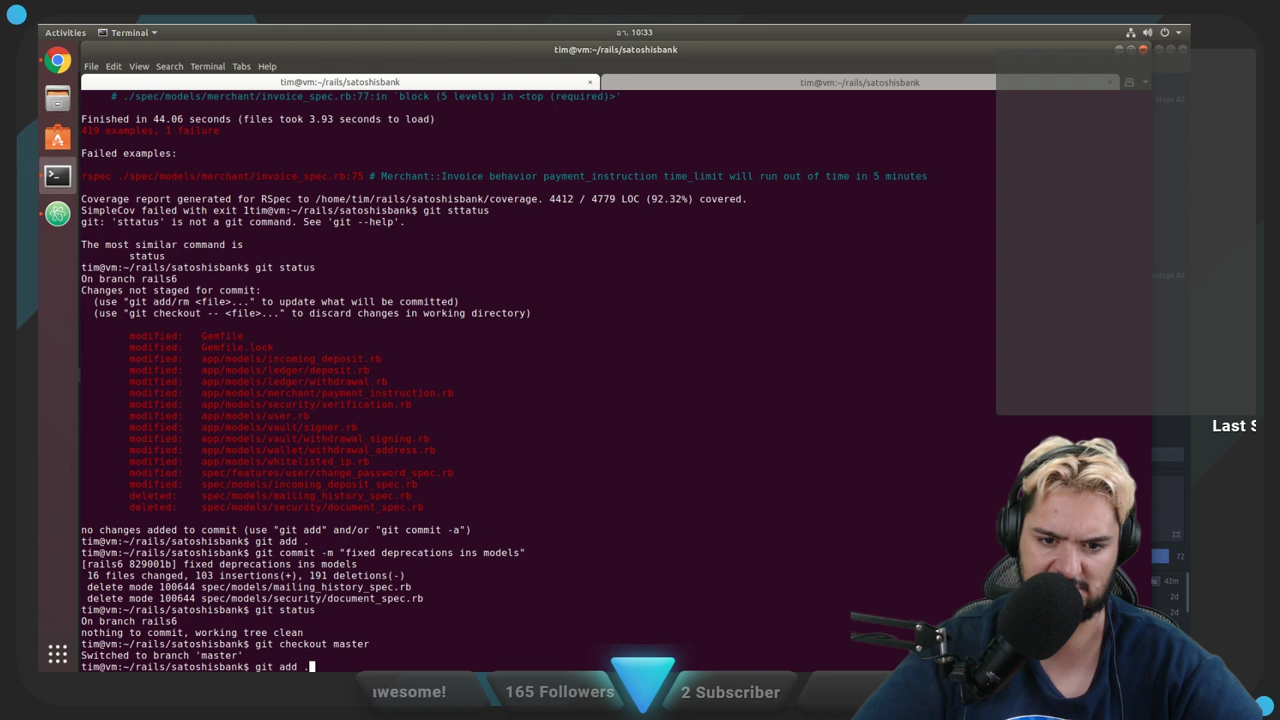 Activities
Terminal
อา. 10:33
tim@vm:~/rails/satoshisbank
File Edit View Search Terminal Tabs Help
tim@vm:~/rails/satoshisbank ×
tim@vm:~/rails/satoshisbank
Stage All
# ./spec/models/merchant/invoice_spec.rb:77:in `block (5 levels) in <top (required)>'
Finished in 44.06 seconds (files took 3.93 seconds to load)
419 examples, 1 failure
Failed examples:
rspec ./spec/models/merchant/invoice_spec.rb:75 # Merchant::Invoice behavior payment_instruction time_limit will run out of time in 5 minutes
Coverage report generated for RSpec to /home/tim/rails/satoshisbank/coverage. 4412 / 4779 LOC (92.32%) covered.
SimpleCov failed with exit 1tim@vm:~/rails/satoshisbank$ git sttatus
git: 'sttatus' is not a git command. See 'git --help'.
The most similar command is
status
tim@vm:~/rails/satoshisbank$ git status
On branch rails6
Changes not staged for commit:
(use "git add/rm <file>..." to update what will be committed)
(use "git checkout -- <file>..." to discard changes in working directory)
modified: Gemfile
modified: Gemfile.lock
modified: app/models/incoming_deposit.rb
modified: app/models/ledger/deposit.rb
modified: app/models/ledger/withdrawal.rb
modified: app/models/merchant/payment_instruction.rb
modified: app/models/security/verification.rb
modified: app/models/user.rb
modified: app/models/vault/signer.rb
modified: app/models/vault/withdrawal_signing.rb
modified: app/models/wallet/withdrawal_address.rb
modified: app/models/whitelisted_ip.rb
modified: spec/features/user/change_password_spec.rb
modified: spec/models/incoming_deposit_spec.rb
deleted: spec/models/mailing_history_spec.rb
deleted: spec/models/security/document_spec.rb
no changes added to commit (use "git add" and/or "git commit -a")
tim@vm:~/rails/satoshisbank$ git add .
tim@vm:~/rails/satoshisbank$ git commit -m "fixed deprecations ins models"
[rails6 829001b] fixed deprecations ins models
16 files changed, 103 insertions(+), 191 deletions(-)
delete mode 100644 spec/models/mailing_history_spec.rb
delete mode 100644 spec/models/security/document_spec.rb
tim@vm:~/rails/satoshisbank$ git status
On branch rails6
nothing to commit, working tree clean
tim@vm:~/rails/satoshisbank$ git checkout master
Switched to branch 'master'
tim@vm:~/rails/satoshisbank$ git add .
Last S
72
42m
2d
2d
wesome!
165 Followers
2 Subscriber